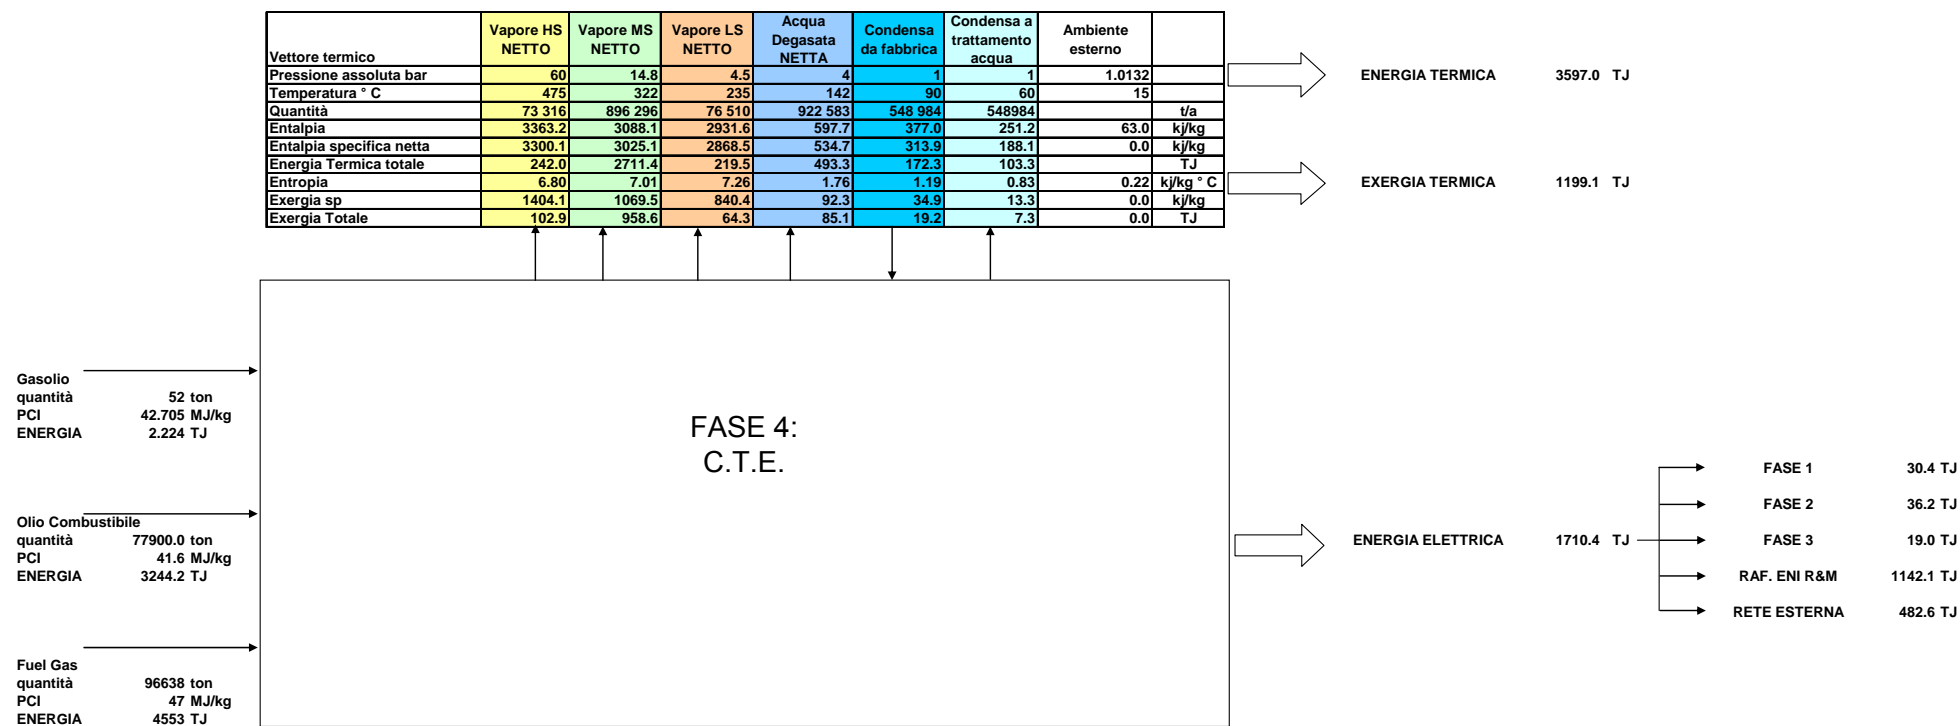 Vettore termico Vapore HS NETTO Vapore MS NETTO Vapore LS NETTO Acqua Degasata NETTA Condensa da fabbrica Condensa a trattamento acqua Ambiente esterno
Pressione assoluta bar 60 14.8 4.5 4 1 1 1.0132
Temperatura ° C 475 322 235 142 90 60 15
Quantità 73 316 896 296 76 510 922 583 548 984 548984 t/a
Entalpia 3363.2 3088.1 2931.6 597.7 377.0 251.2 63.0 kj/kg
Entalpia specifica netta 3300.1 3025.1 2868.5 534.7 313.9 188.1 0.0 kj/kg
Energia Termica totale 242.0 2711.4 219.5 493.3 172.3 103.3 TJ
Entropia 6.80 7.01 7.26 1.76 1.19 0.83 0.22 kj/kg ° C
Exergia sp 1404.1 1069.5 840.4 92.3 34.9 13.3 0.0 kj/kg
Exergia Totale 102.9 958.6 64.3 85.1 19.2 7.3 0.0 TJ
ENERGIA TERMICA 3597.0 TJ
EXERGIA TERMICA 1199.1 TJ
Gasolio
quantità 52 ton
PCI 42.705 MJ/kg
ENERGIA 2.224 TJ
Olio Combustibile
quantità 77900.0 ton
PCI 41.6 MJ/kg
ENERGIA 3244.2 TJ
Fuel Gas
quantità 96638 ton
PCI 47 MJ/kg
ENERGIA 4553 TJ
FASE 4:
C.T.E.
ENERGIA ELETTRICA 1710.4 TJ
FASE 1 30.4 TJ
FASE 2 36.2 TJ
FASE 3 19.0 TJ
RAF. ENI R&M 1142.1 TJ
RETE ESTERNA 482.6 TJ